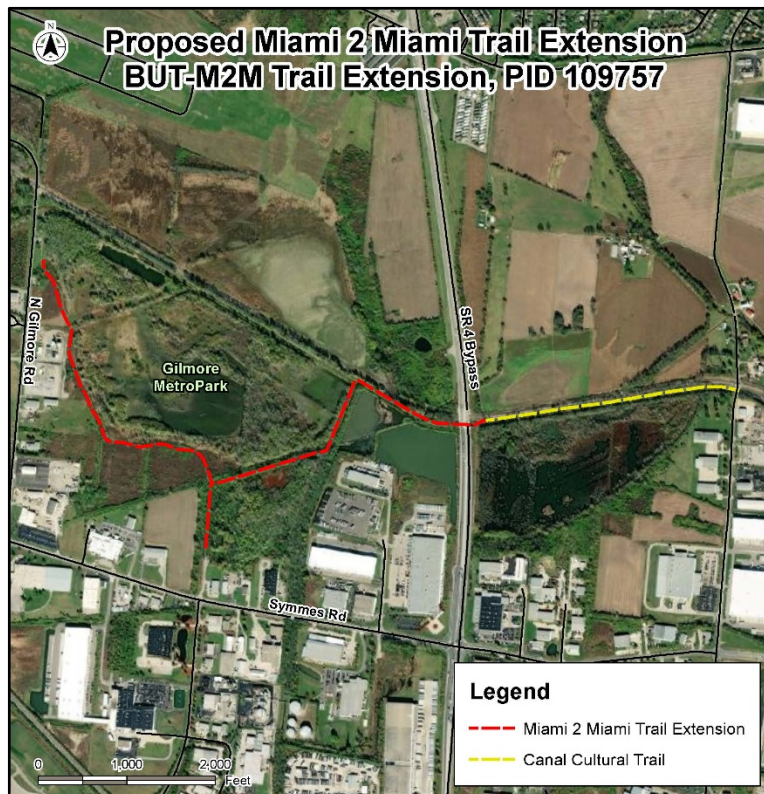 N
Proposed Miami 2 Miami Trail Extension
BUT-M2M Trail Extension, PID 109757
N Gilmore Rd
SR 4 Bypass
Gilmore
MetroPark
Symmes Rd
Legend
Miami 2 Miami Trail Extension
Canal Cultural Trail
0 1,000 2,000
Feet